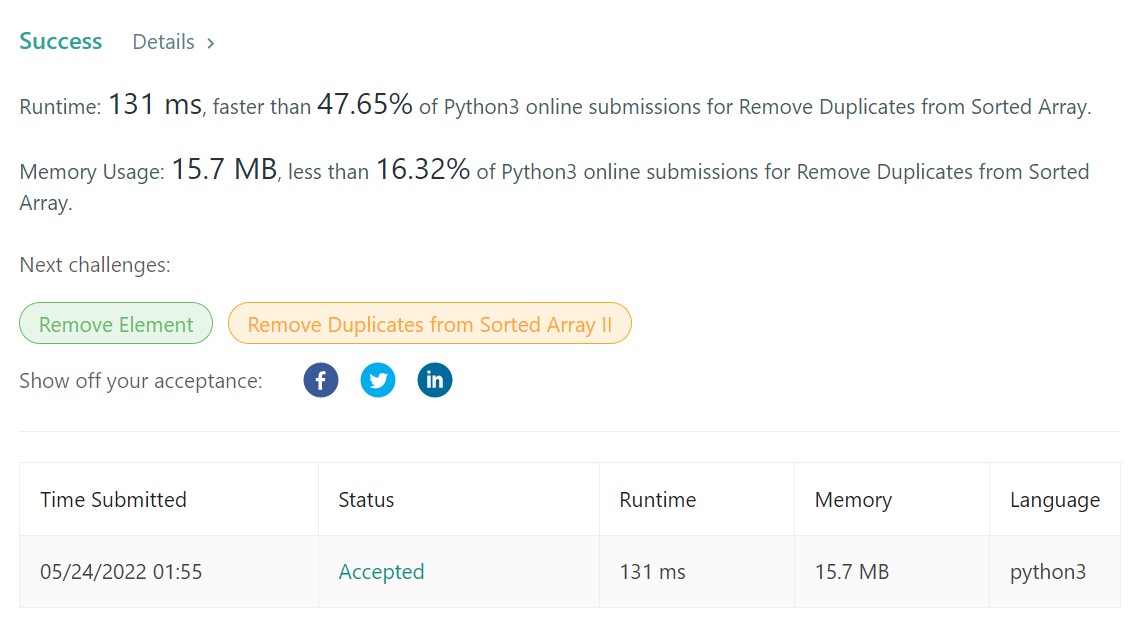 Success Details >
Runtime: 131 ms, faster than 47.65% of Python3 online submissions for Remove Duplicates from Sorted Array.
Memory Usage: 15.7 MB, less than 16.32% of Python3 online submissions for Remove Duplicates from Sorted
Array.
Next challenges:
Remove Element Remove Duplicates from Sorted Array II
Show off your acceptance: f in
Time Submitted Status Runtime Memory Language
05/24/2022 01:55 Accepted 131 ms 15.7 MB python3